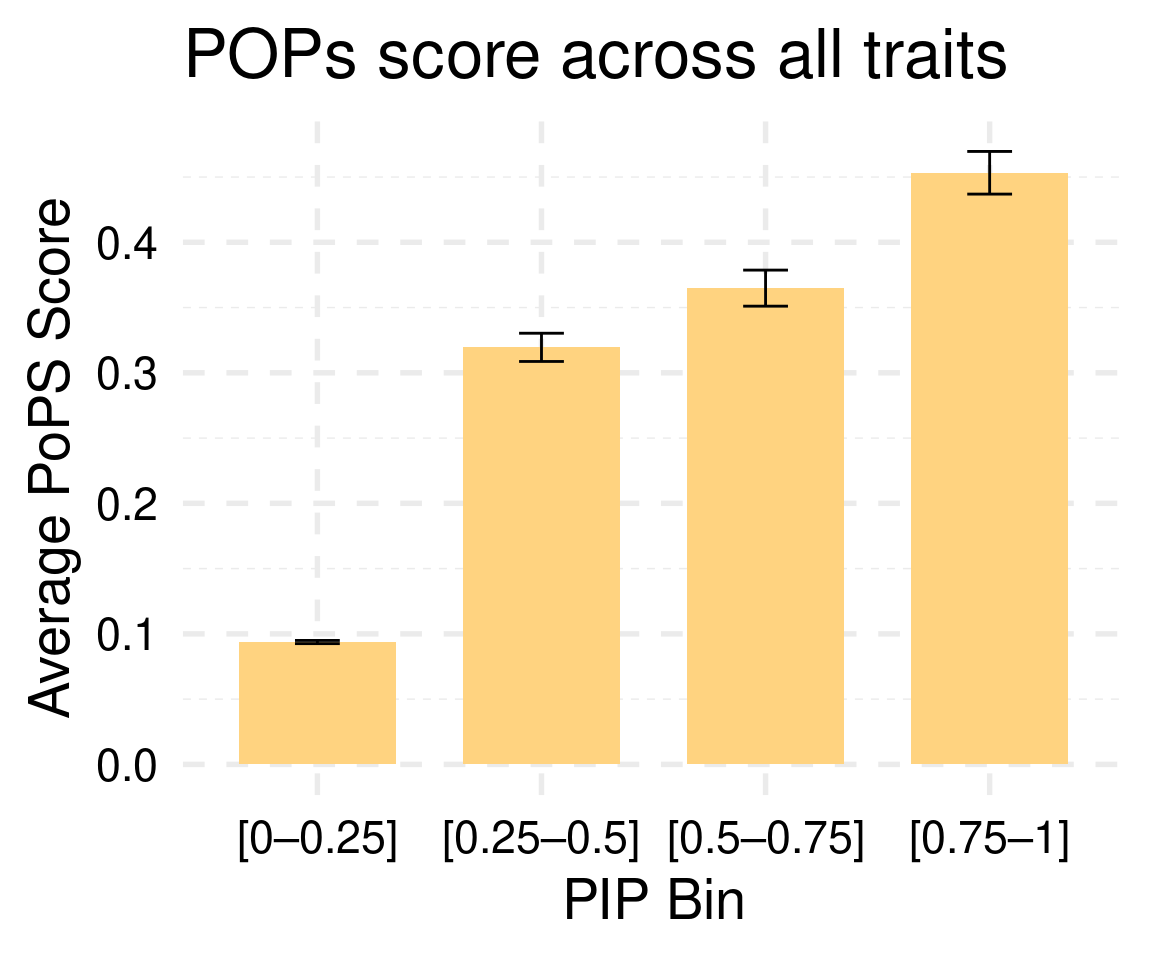 POPs score across all traits
Average PoPS Score
0.4
0.3
0.2
0.1
0.0
[0–0.25] [0.25–0.5] [0.5–0.75] [0.75–1]
PIP Bin